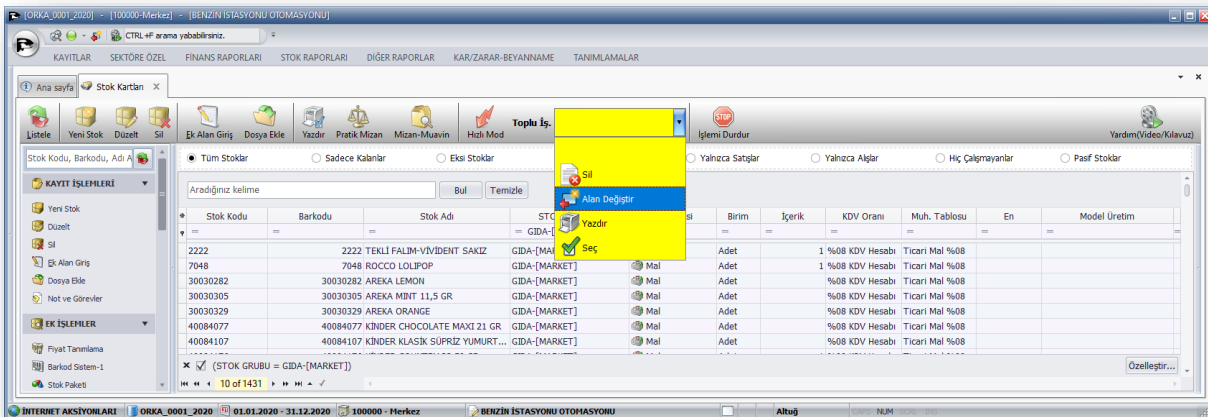 [ORKA_0001_2020] - [100000-Merkez] - [BENZİN İSTASYONU OTOMASYONU]
CTRL+F arama yababilirsiniz.
KAYITLAR SEKTÖRE ÖZEL FİNANS RAPORLARI STOK RAPORLARI DİĞER RAPORLAR KAR/ZARAR-BEYANNAME TANIMLAMALAR
Ana sayfa Stok Kartları X
Toplu İş.
Listele Yeni Stok Düzelt Sil Ek Alan Giriş Dosya Ekle Yazdır Pratik Mizan Mizan-Muavin Hızlı Mod İşlemi Durdur Yardım(Video/Kılavuz)
Stok Kodu, Barkodu, Adı A
Tüm Stoklar Sadece Kalanlar Eksi Stoklar Yalnızca Satışlar Yalnızca Alışlar Hiç Çalışmayanlar Pasif Stoklar
Sil
Alan Değiştir
Yazdır
Seç
KAYIT İŞLEMLERİ
Yeni Stok
Düzelt
Sil
Ek Alan Giriş
Dosya Ekle
Not ve Görevler
EK İŞLEMLER
Fiyat Tanımlama
Barkod Sistem-1
Stok Paketi
Aradığınız kelime Bul Temizle
Stok Kodu Barkodu Stok Adı STO si Birim İçerik KDV Oranı Muh. Tablosu En Model Üretim
= = = = GIDA-[ = = = = = =
2222 2222 TEKLİ FALIM-VİVİDENT SAKIZ GIDA-[MAR Adet 1 %08 KDV Hesabı Ticari Mal %08
7048 7048 ROCCO LOLIPOP GIDA-[MARKET] Mal Adet 1 %08 KDV Hesabı Ticari Mal %08
30030282 30030282 AREKA LEMON GIDA-[MARKET] Mal Adet %08 KDV Hesabı Ticari Mal %08
30030305 30030305 AREKA MINT 11,5 GR GIDA-[MARKET] Mal Adet %08 KDV Hesabı Ticari Mal %08
30030329 30030329 AREKA ORANGE GIDA-[MARKET] Mal Adet %08 KDV Hesabı Ticari Mal %08
40084077 40084077 KİNDER CHOCOLATE MAXI 21 GR GIDA-[MARKET] Mal Adet %08 KDV Hesabı Ticari Mal %08
40084107 40084107 KİNDER KLASİK SÜPRİZ YUMURT... GIDA-[MARKET] Mal Adet %08 KDV Hesabı Ticari Mal %08
(STOK GRUBU = GIDA-[MARKET]) Özelleştir...
10 of 1431
İNTERNET AKSİYONLARI ORKA_0001_2020 01.01.2020 - 31.12.2020 100000 - Merkez BENZİN İSTASYONU OTOMASYONU Altuğ CAPS NUM SCRL INS